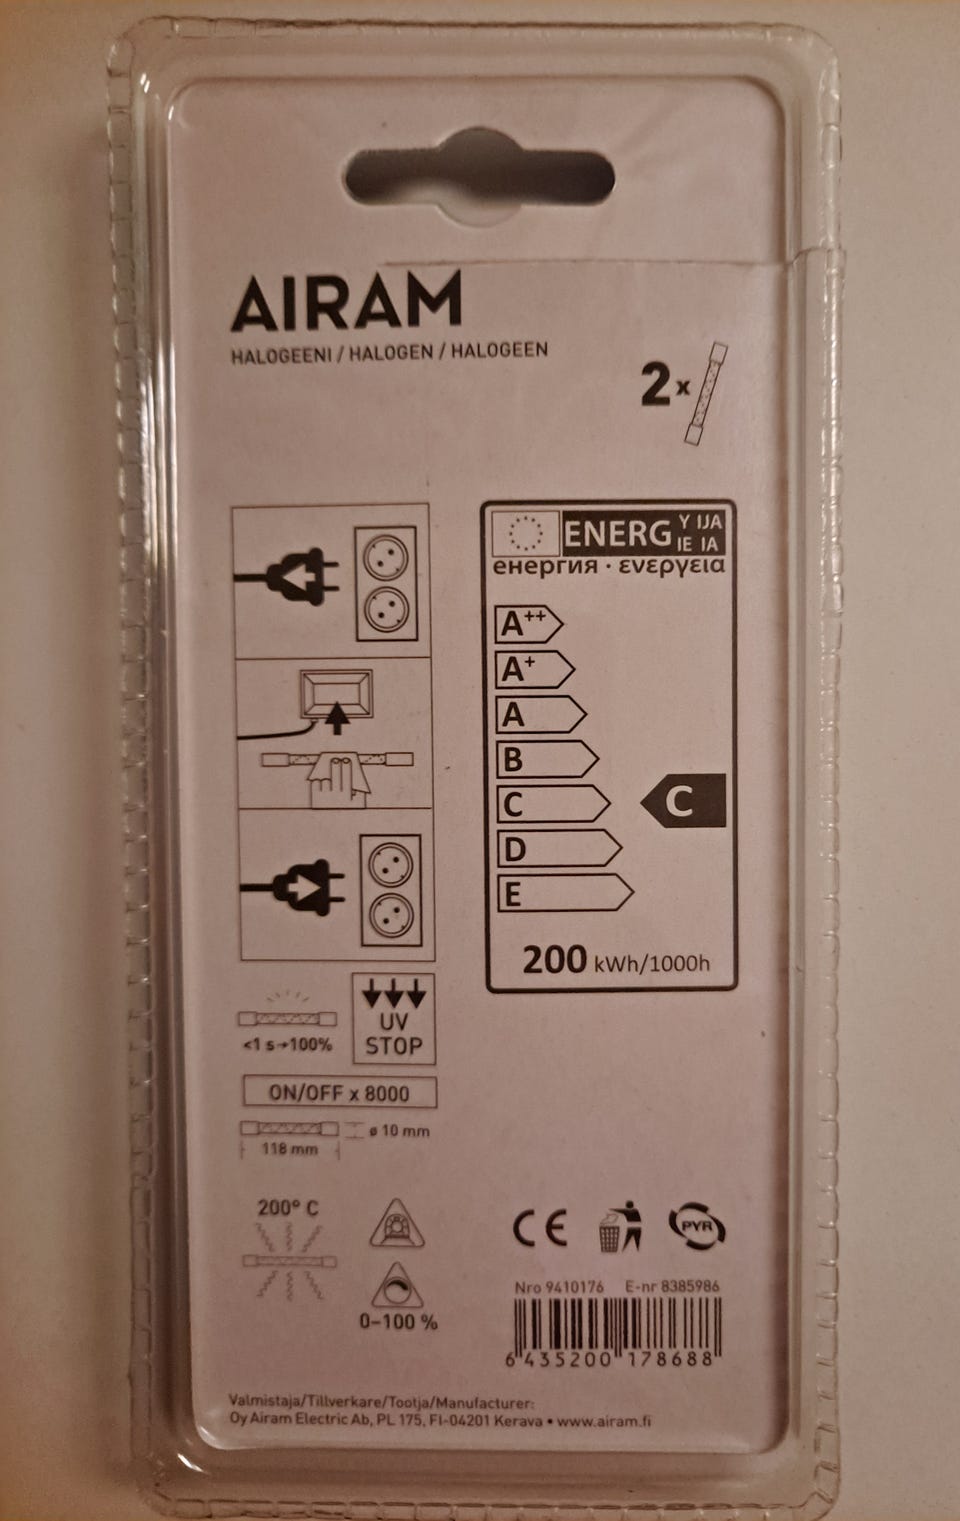 AIRAM
HALOGEENI / HALOGEN / HALOGEEN
2 x
ENERG Y IJA
IE IA
енергия · ενεργεια
A++
A+
A
B
C
C
D
E
200 kWh/1000h
<1 s→100%
UV
STOP
ON/OFF x 8000
ø 10 mm
118 mm
200° C
0–100 %
CE
PYR
Nro 9410176 E-nr 8385986
6 435200 178688
Valmistaja/Tillverkare/Tootja/Manufacturer:
Oy Airam Electric Ab, PL 175, FI-04201 Kerava • www.airam.fi